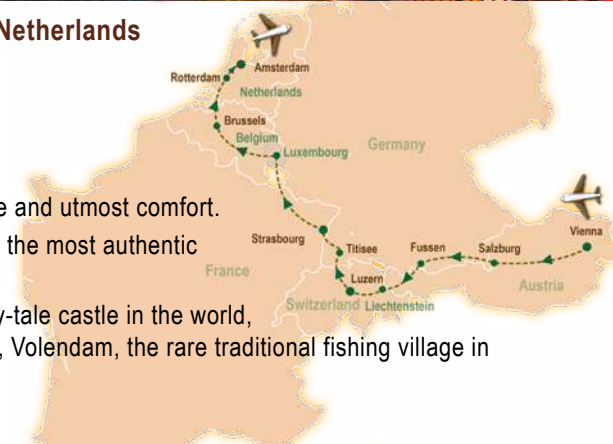 Netherlands
Amsterdam
Rotterdam
Netherlands
Brussels
Belgium
Luxembourg
Germany
e and utmost comfort.
Vienna
Strasbourg
the most authentic
Titisee
Fussen
Salzburg
France
Luzern
Austria
Switzerland
Liechtenstein
y-tale castle in the world,
, Volendam, the rare traditional fishing village in